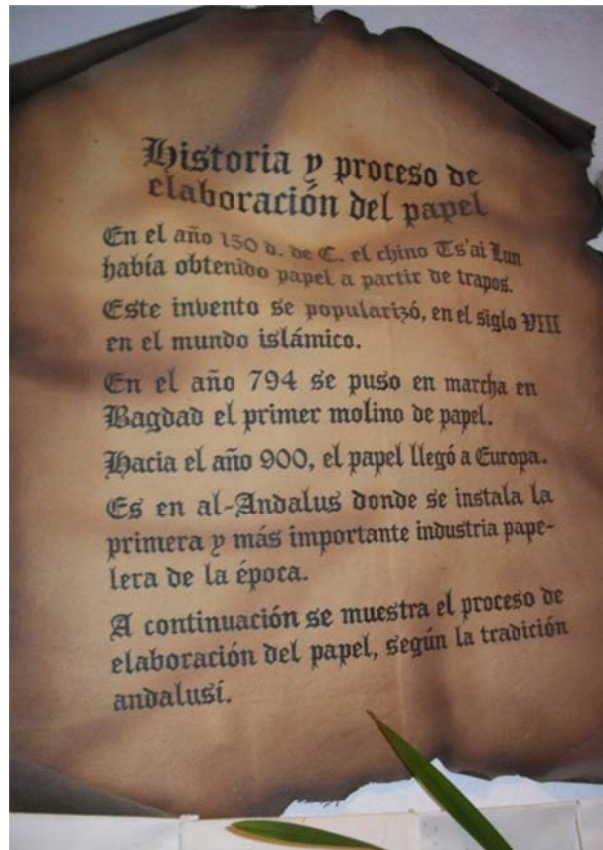 Historia y proceso de
elaboración del papel
En el año 150 d. de C. el chino Ts'ai Lun
había obtenido papel a partir de trapos.
Este invento se popularizó, en el siglo VIII
en el mundo islámico.
En el año 794 se puso en marcha en
Bagdad el primer molino de papel.
Hacia el año 900, el papel llegó a Europa.
Es en al-Andalus donde se instala la
primera y más importante industria pape-
lera de la época.
A continuación se muestra el proceso de
elaboración del papel, según la tradición
andalusí.